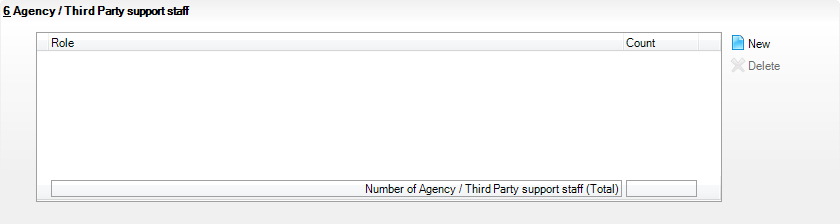 6 Agency / Third Party support staff
Role Count
New
Delete
Number of Agency / Third Party support staff (Total)